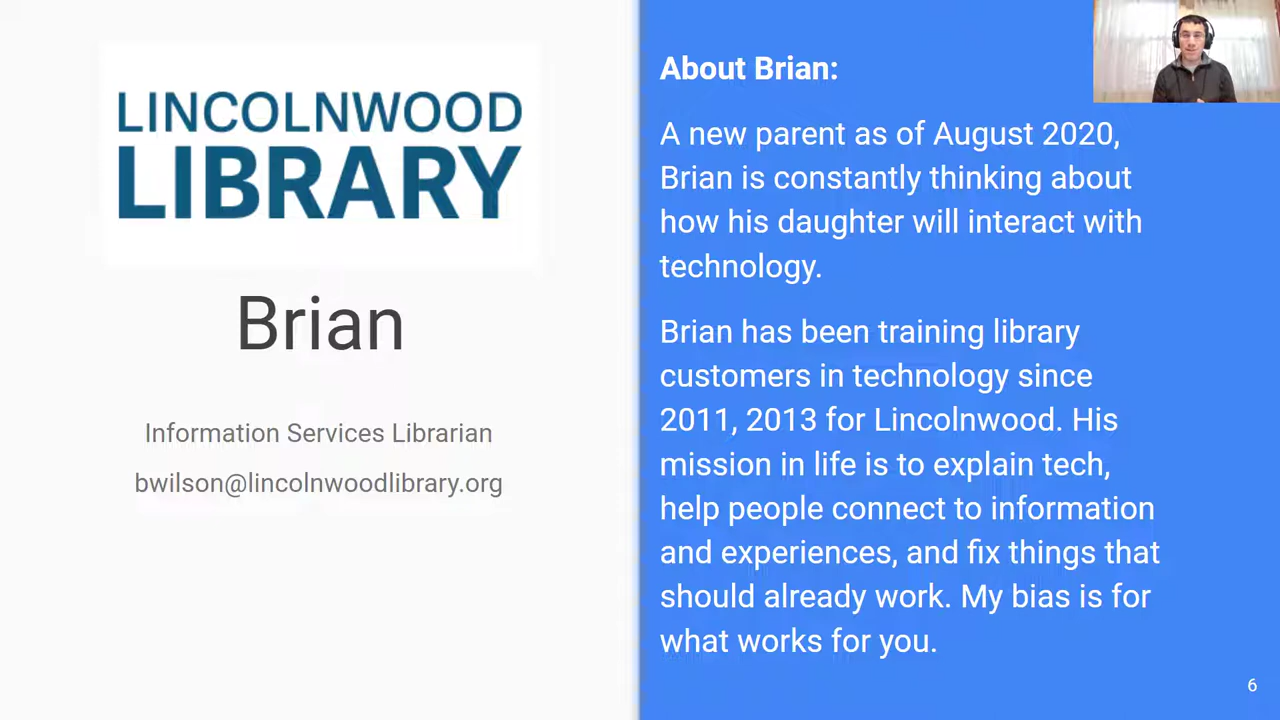 LINCOLNWOOD
LIBRARY
Brian
Information Services Librarian
bwilson@lincolnwoodlibrary.org
About Brian:
A new parent as of August 2020,
Brian is constantly thinking about
how his daughter will interact with
technology.
Brian has been training library
customers in technology since
2011, 2013 for Lincolnwood. His
mission in life is to explain tech,
help people connect to information
and experiences, and fix things that
should already work. My bias is for
what works for you.
6